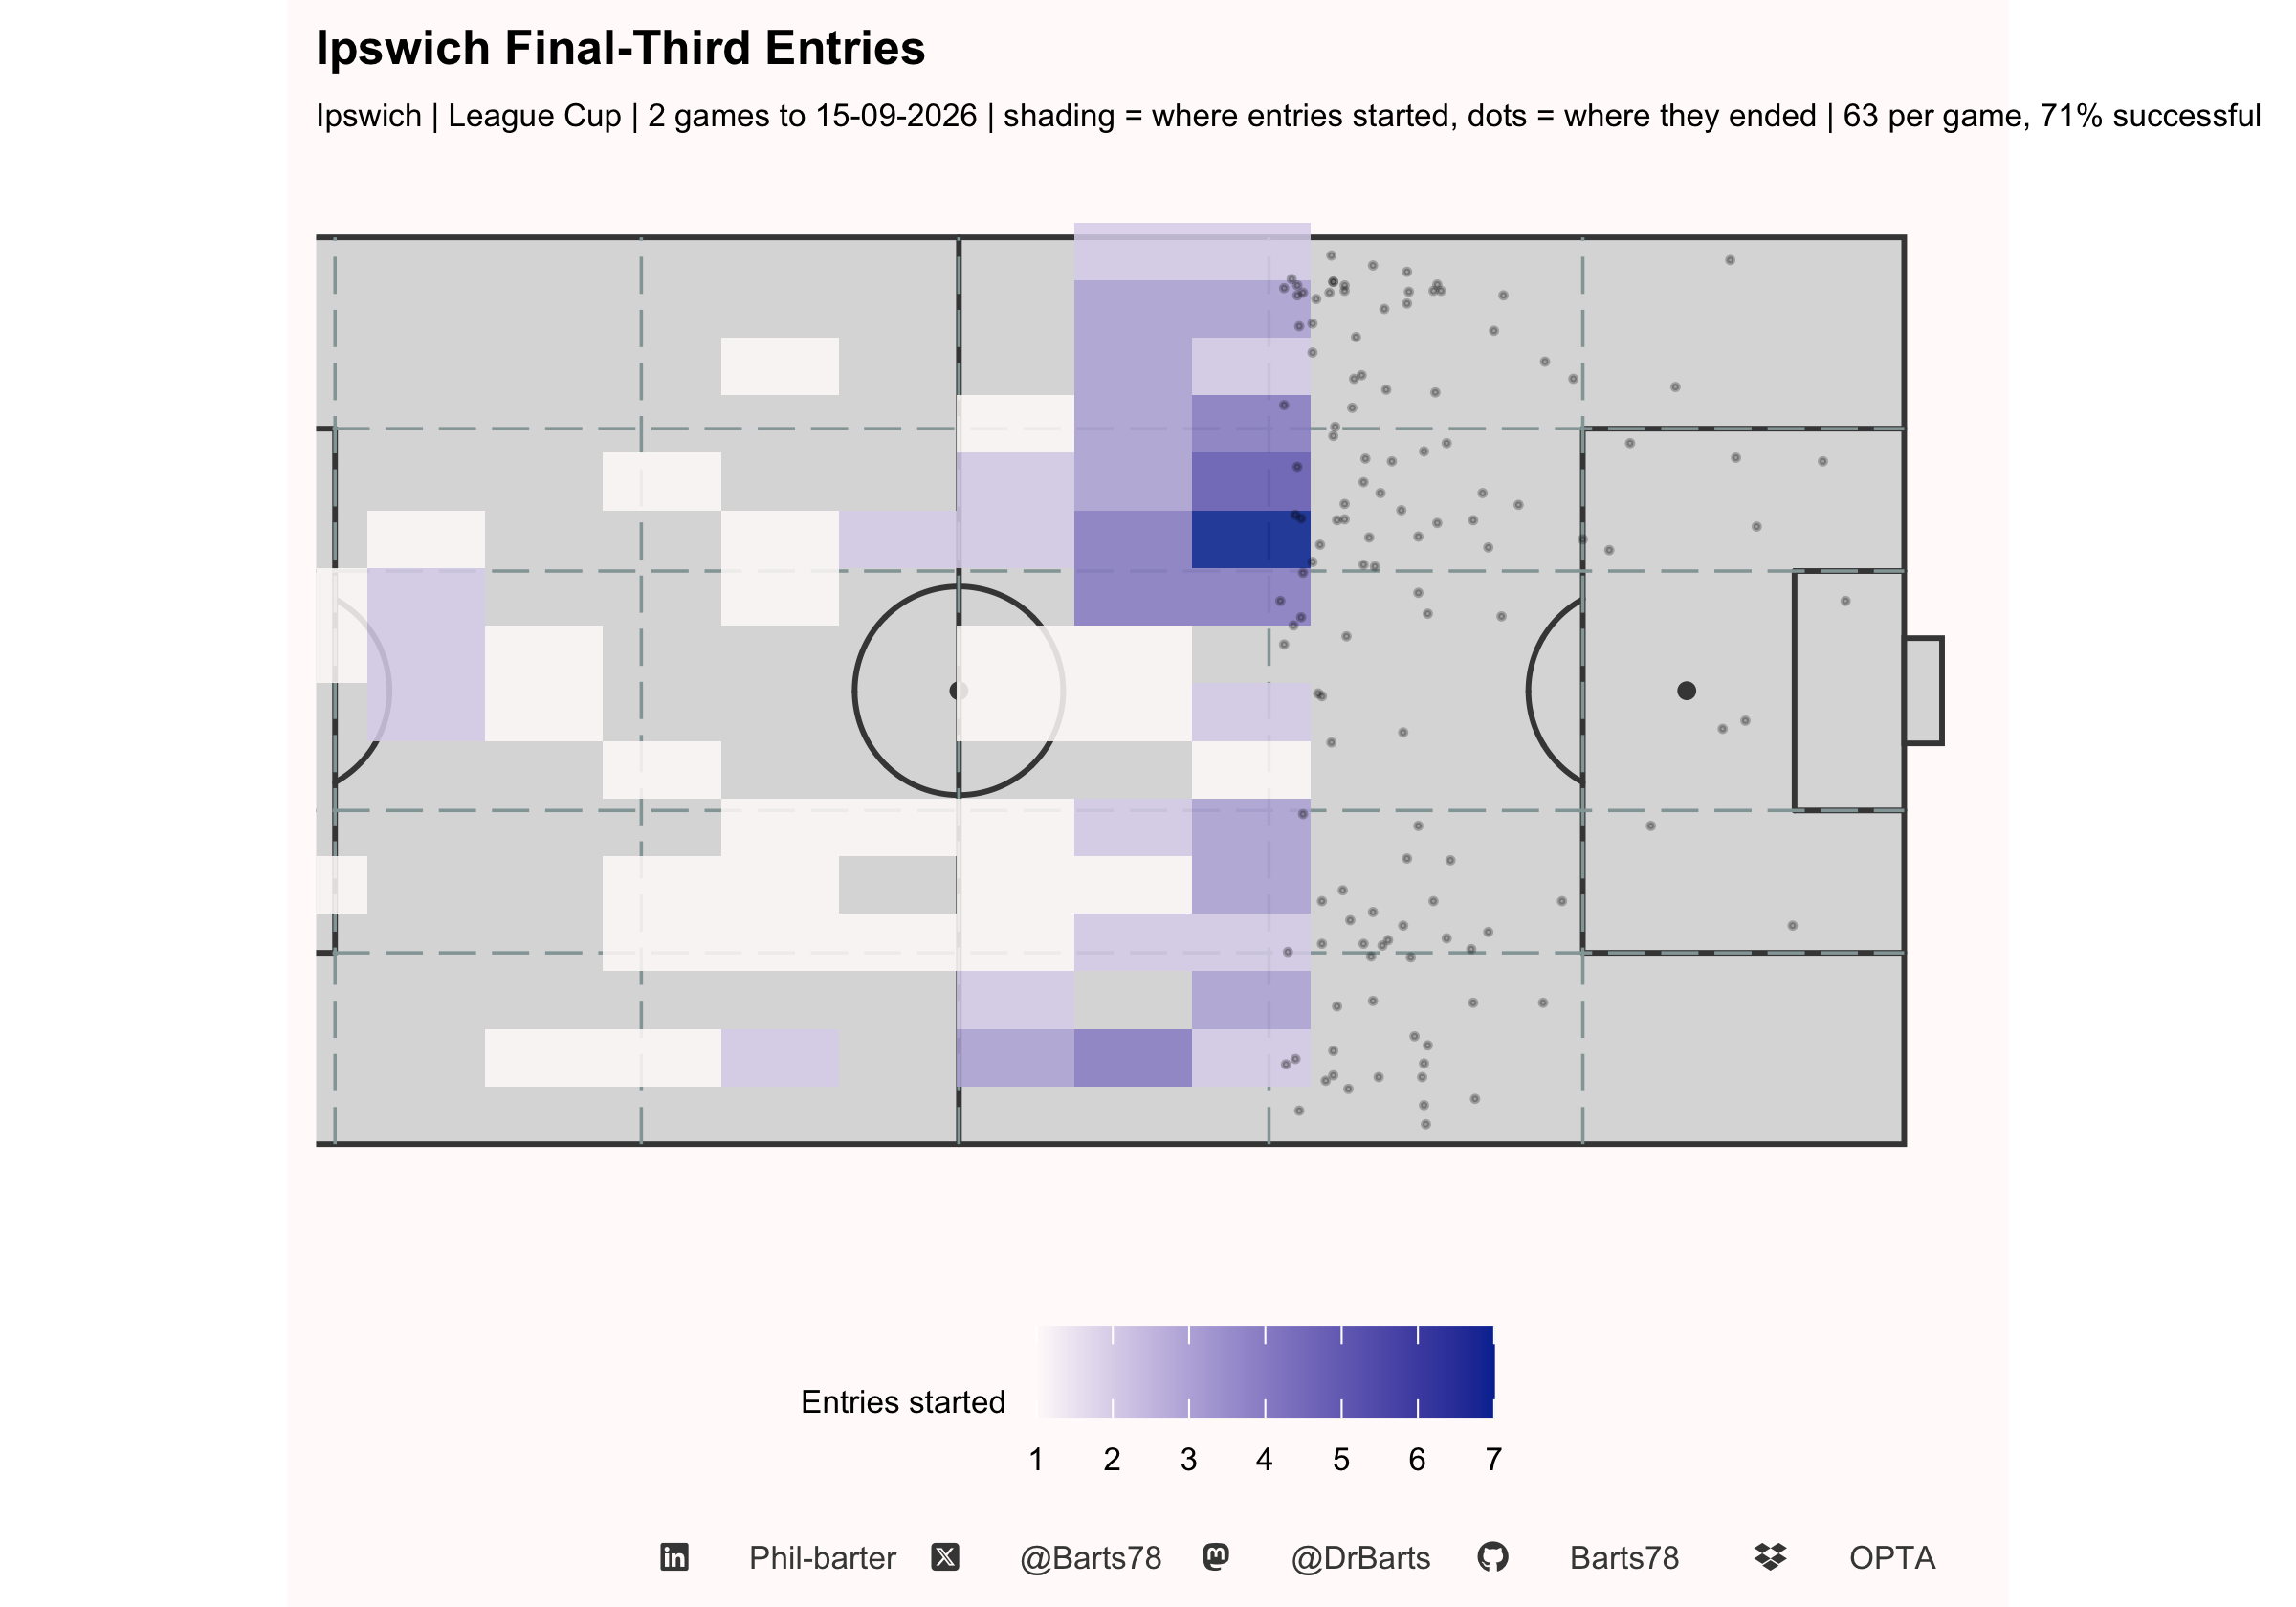 Ipswich Final-Third Entries
Ipswich | League Cup | 2 games to 15-09-2026 | shading = where entries started, dots = where they ended | 63 per game, 71% successful
Entries started
1 2 3 4 5 6 7
Phil-barter @Barts78 @DrBarts Barts78 OPTA